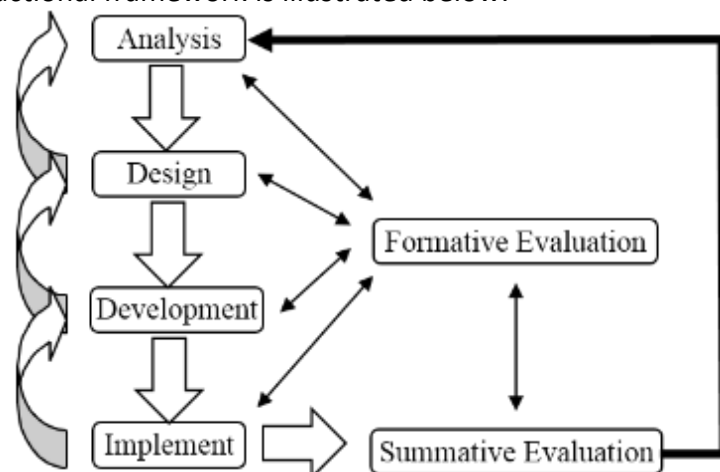 Analysis
Design
Formative Evaluation
Development
Implement
Summative Evaluation